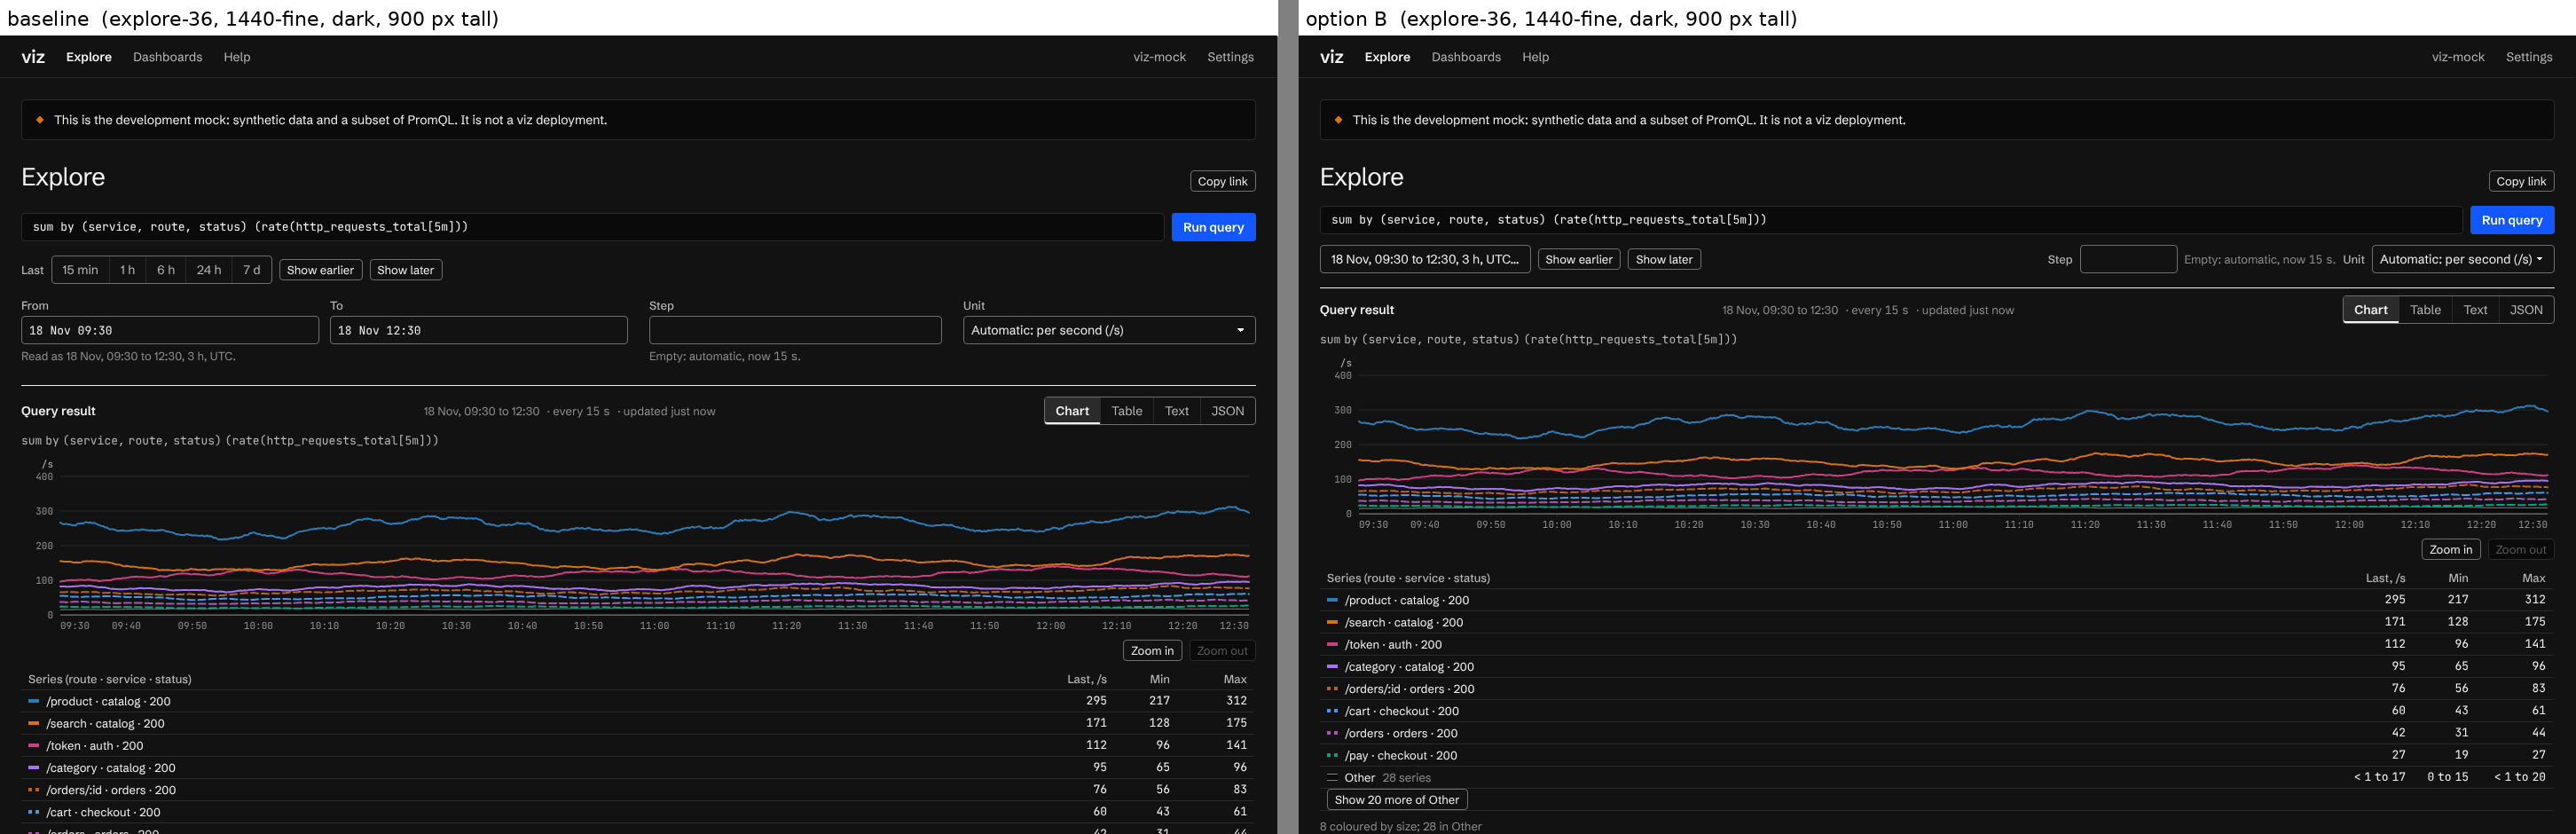 baseline (explore-36, 1440-fine, dark, 900 px tall)
viz Explore Dashboards Help viz-mock Settings
This is the development mock: synthetic data and a subset of PromQL. It is not a viz deployment.
Explore
Copy link
sum by (service, route, status) (rate(http_requests_total[5m])) Run query
Last 15 min 1 h 6 h 24 h 7 d Show earlier Show later
From To Step Unit
18 Nov 09:30 18 Nov 12:30 Automatic: per second (/s)
Read as 18 Nov, 09:30 to 12:30, 3 h, UTC. Empty: automatic, now 15 s.
Query result 18 Nov, 09:30 to 12:30 · every 15 s · updated just now Chart Table Text JSON
sum by (service, route, status) (rate(http_requests_total[5m]))
/s
400
300
200
100
0
09:30 09:40 09:50 10:00 10:10 10:20 10:30 10:40 10:50 11:00 11:10 11:20 11:30 11:40 11:50 12:00 12:10 12:20 12:30
Zoom in Zoom out
Series (route · service · status) Last, /s Min Max
/product · catalog · 200 295 217 312
/search · catalog · 200 171 128 175
/token · auth · 200 112 96 141
/category · catalog · 200 95 65 96
/orders/:id · orders · 200 76 56 83
/cart · checkout · 200 60 43 61
/orders · orders · 200 42 31 44
option B (explore-36, 1440-fine, dark, 900 px tall)
viz Explore Dashboards Help viz-mock Settings
This is the development mock: synthetic data and a subset of PromQL. It is not a viz deployment.
Explore
Copy link
sum by (service, route, status) (rate(http_requests_total[5m])) Run query
18 Nov, 09:30 to 12:30, 3 h, UTC... Show earlier Show later Step Empty: automatic, now 15 s. Unit Automatic: per second (/s)
Query result 18 Nov, 09:30 to 12:30 · every 15 s · updated just now Chart Table Text JSON
sum by (service, route, status) (rate(http_requests_total[5m]))
/s
400
300
200
100
0
09:30 09:40 09:50 10:00 10:10 10:20 10:30 10:40 10:50 11:00 11:10 11:20 11:30 11:40 11:50 12:00 12:10 12:20 12:30
Zoom in Zoom out
Series (route · service · status) Last, /s Min Max
/product · catalog · 200 295 217 312
/search · catalog · 200 171 128 175
/token · auth · 200 112 96 141
/category · catalog · 200 95 65 96
/orders/:id · orders · 200 76 56 83
/cart · checkout · 200 60 43 61
/orders · orders · 200 42 31 44
/pay · checkout · 200 27 19 27
Other 28 series < 1 to 17 0 to 15 < 1 to 20
Show 20 more of Other
8 coloured by size; 28 in Other